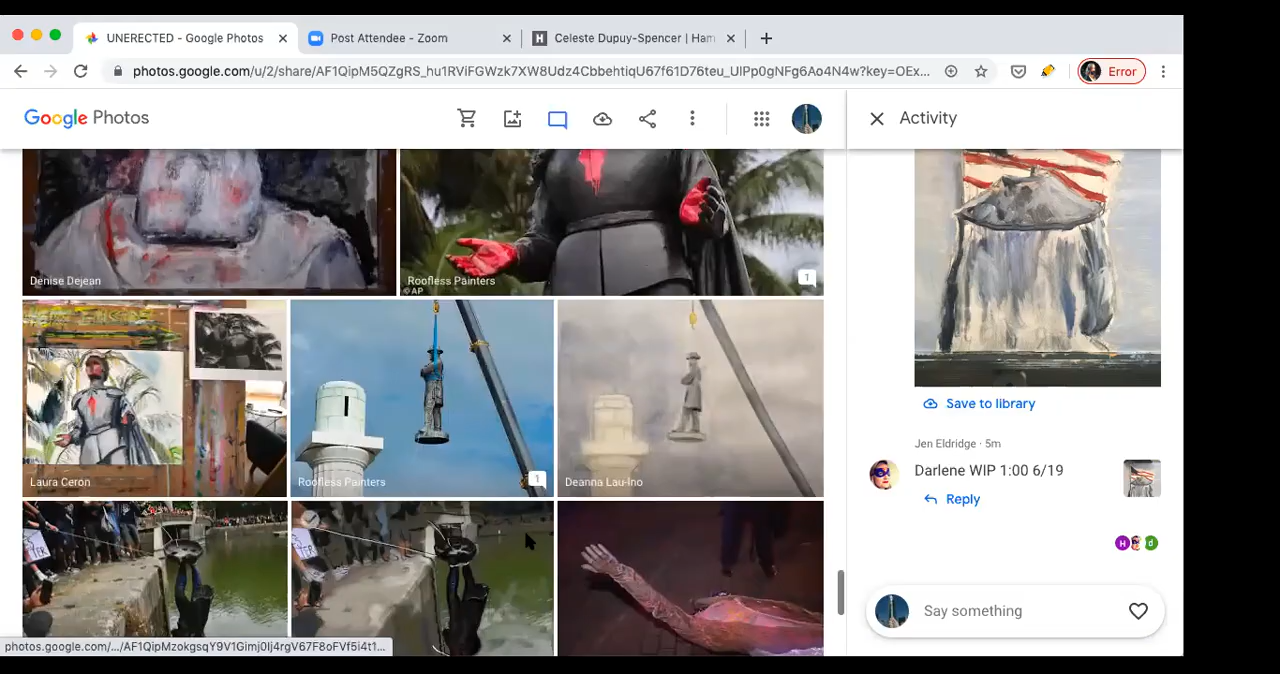 UNERECTED - Google Photos
Post Attendee - Zoom
Celeste Dupuy-Spencer | Ham
photos.google.com/u/2/share/AF1QipM5QZgRS_hu1RViFGWzk7XW8Udz4CbbehtiqU67f61D76teu_UlPp0gNFg6Ao4N4w?key=OEx...
Error
Google Photos
Activity
Denise Dejean
Roofless Painters
©AP
1
Laura Ceron
Roofless Painters
1
Deanna Lau-Ino
Save to library
Jen Eldridge · 5m
Darlene WIP 1:00 6/19
Reply
H
d
Say something
photos.google.com/.../AF1QipMzokgsqY9V1Gimj0Ij4rgV67F8oFVf5i4t1...